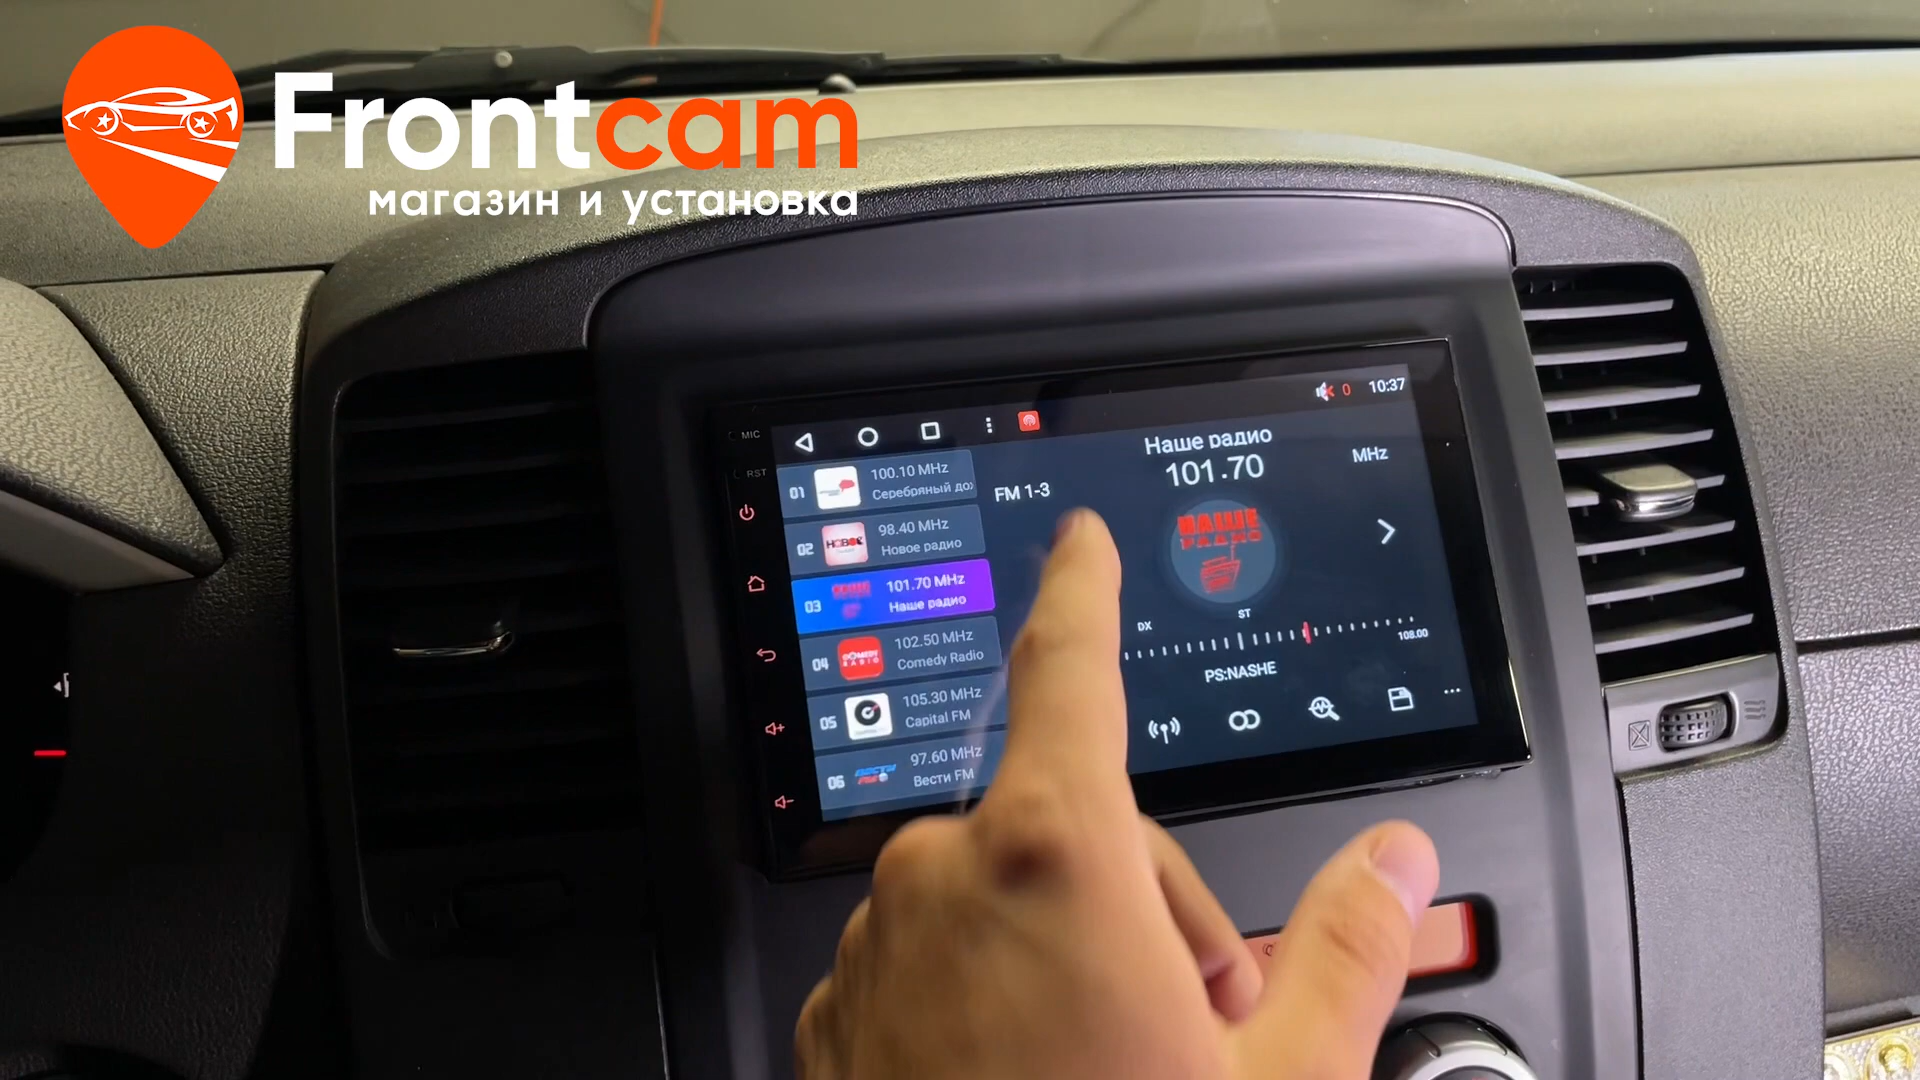 Frontcam
магазин и установка
MIC
RST
0
10:37
01
100.10 MHz
Серебряный до
02
98.40 MHz
Новое радио
03
101.70 MHz
Наше радио
04
102.50 MHz
Comedy Radio
05
105.30 MHz
Capital FM
06
97.60 MHz
Вести FM
FM 1-3
Наше радио
101.70
MHz
НАШЕ
РАДИО
DX
ST
108.00
PS:NASHE